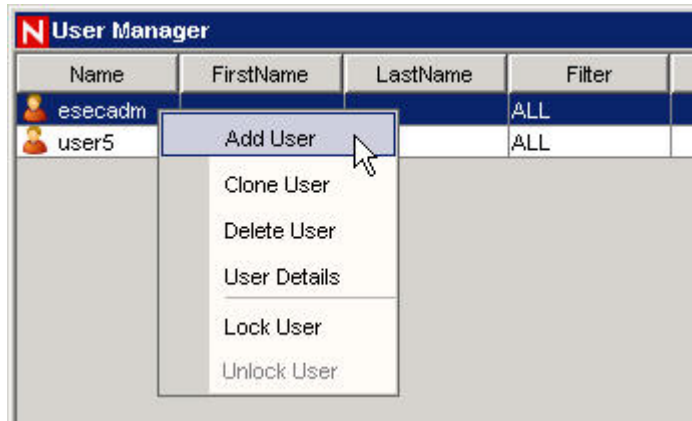 N User Manager
Name FirstName LastName Filter
esecadm ALL
user5 ALL
Add User
Clone User
Delete User
User Details
Lock User
Unlock User